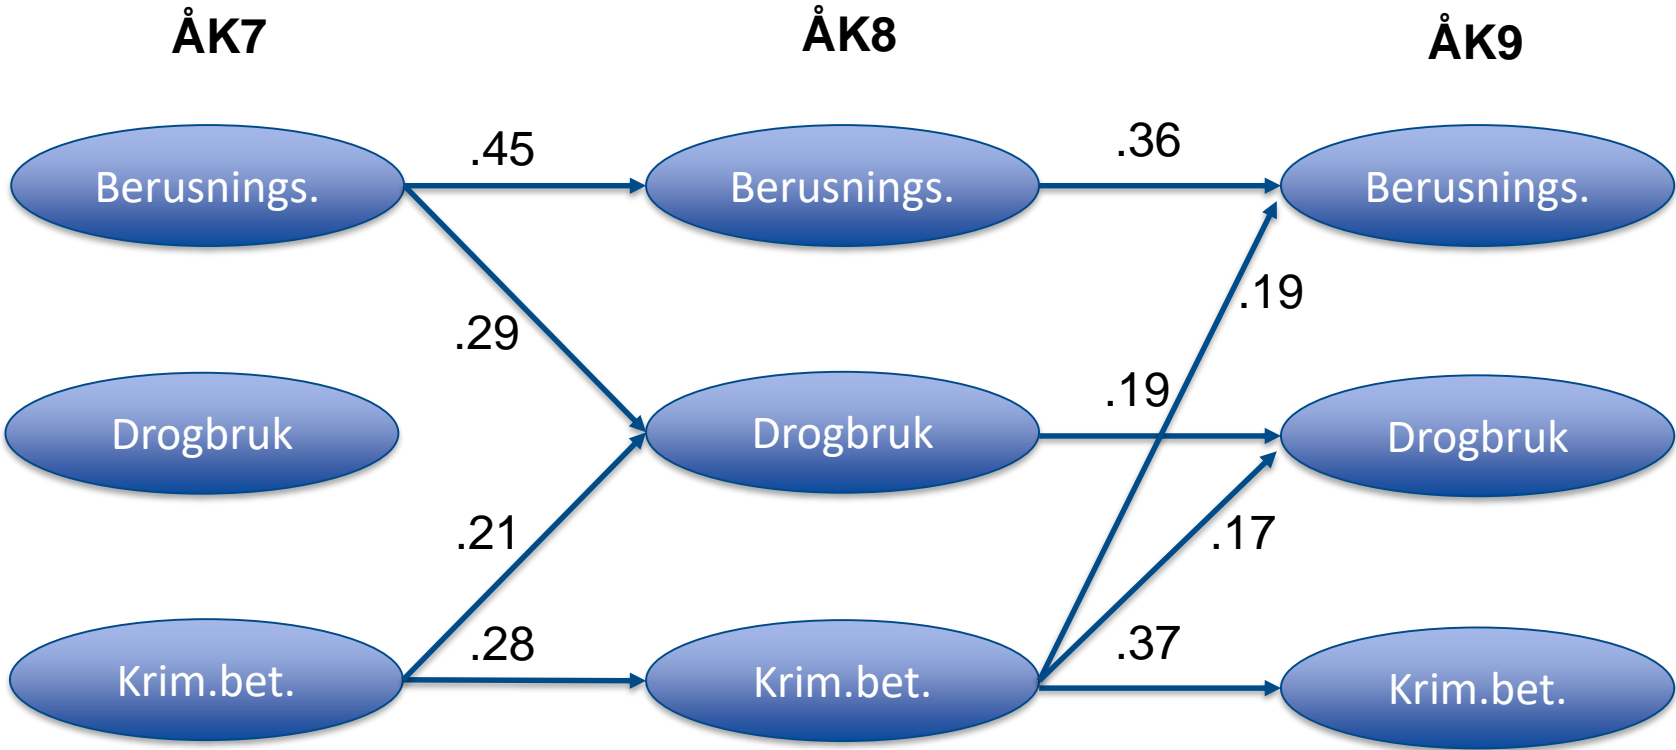 ÅK7
ÅK8
ÅK9
Berusnings.
.45
Berusnings.
.36
Berusnings.
.29
.19
Drogbruk
Drogbruk
.19
Drogbruk
.21
.17
Krim.bet.
.28
Krim.bet.
.37
Krim.bet.